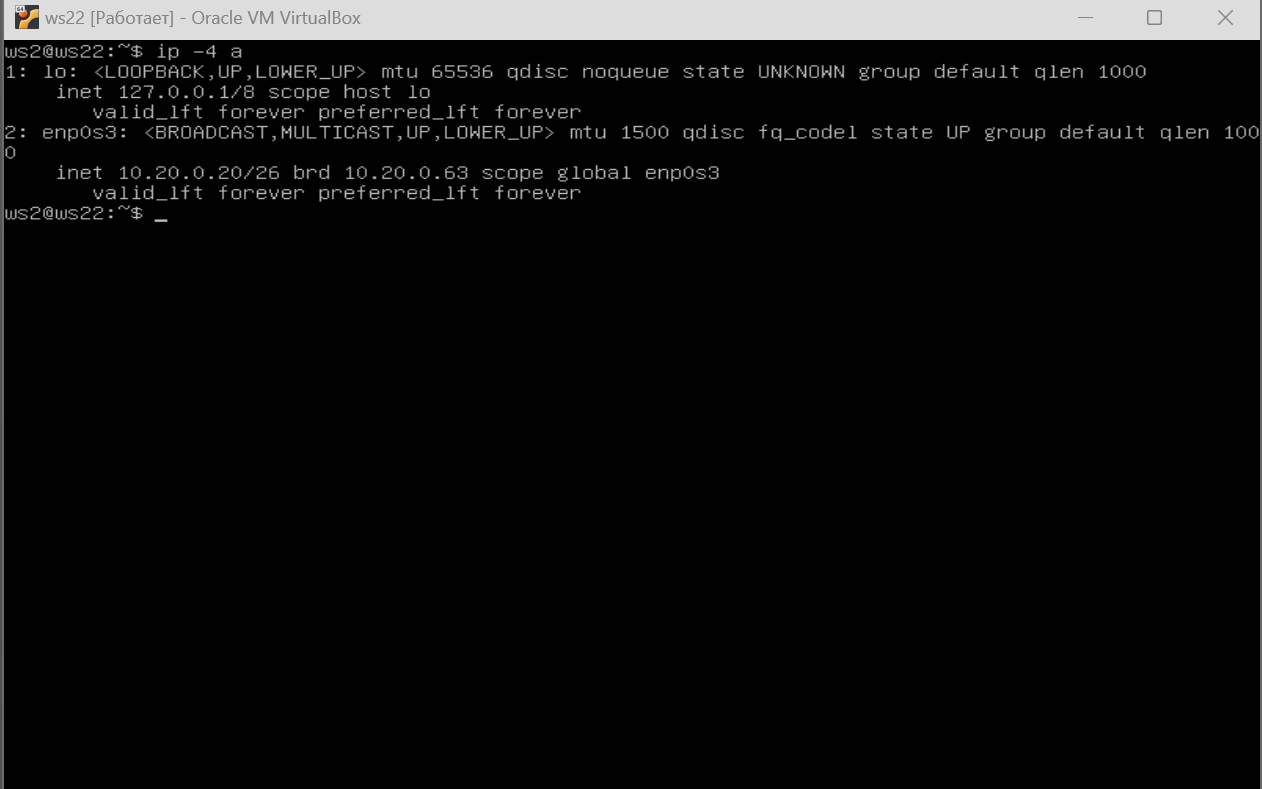 ws22 [Работает] - Oracle VM VirtualBox
ws2@ws22:~$ ip -4 a
1: lo: <LOOPBACK,UP,LOWER_UP> mtu 65536 qdisc noqueue state UNKNOWN group default qlen 1000
    inet 127.0.0.1/8 scope host lo
       valid_lft forever preferred_lft forever
2: enp0s3: <BROADCAST,MULTICAST,UP,LOWER_UP> mtu 1500 qdisc fq_codel state UP group default qlen 100
0
    inet 10.20.0.20/26 brd 10.20.0.63 scope global enp0s3
       valid_lft forever preferred_lft forever
ws2@ws22:~$ _